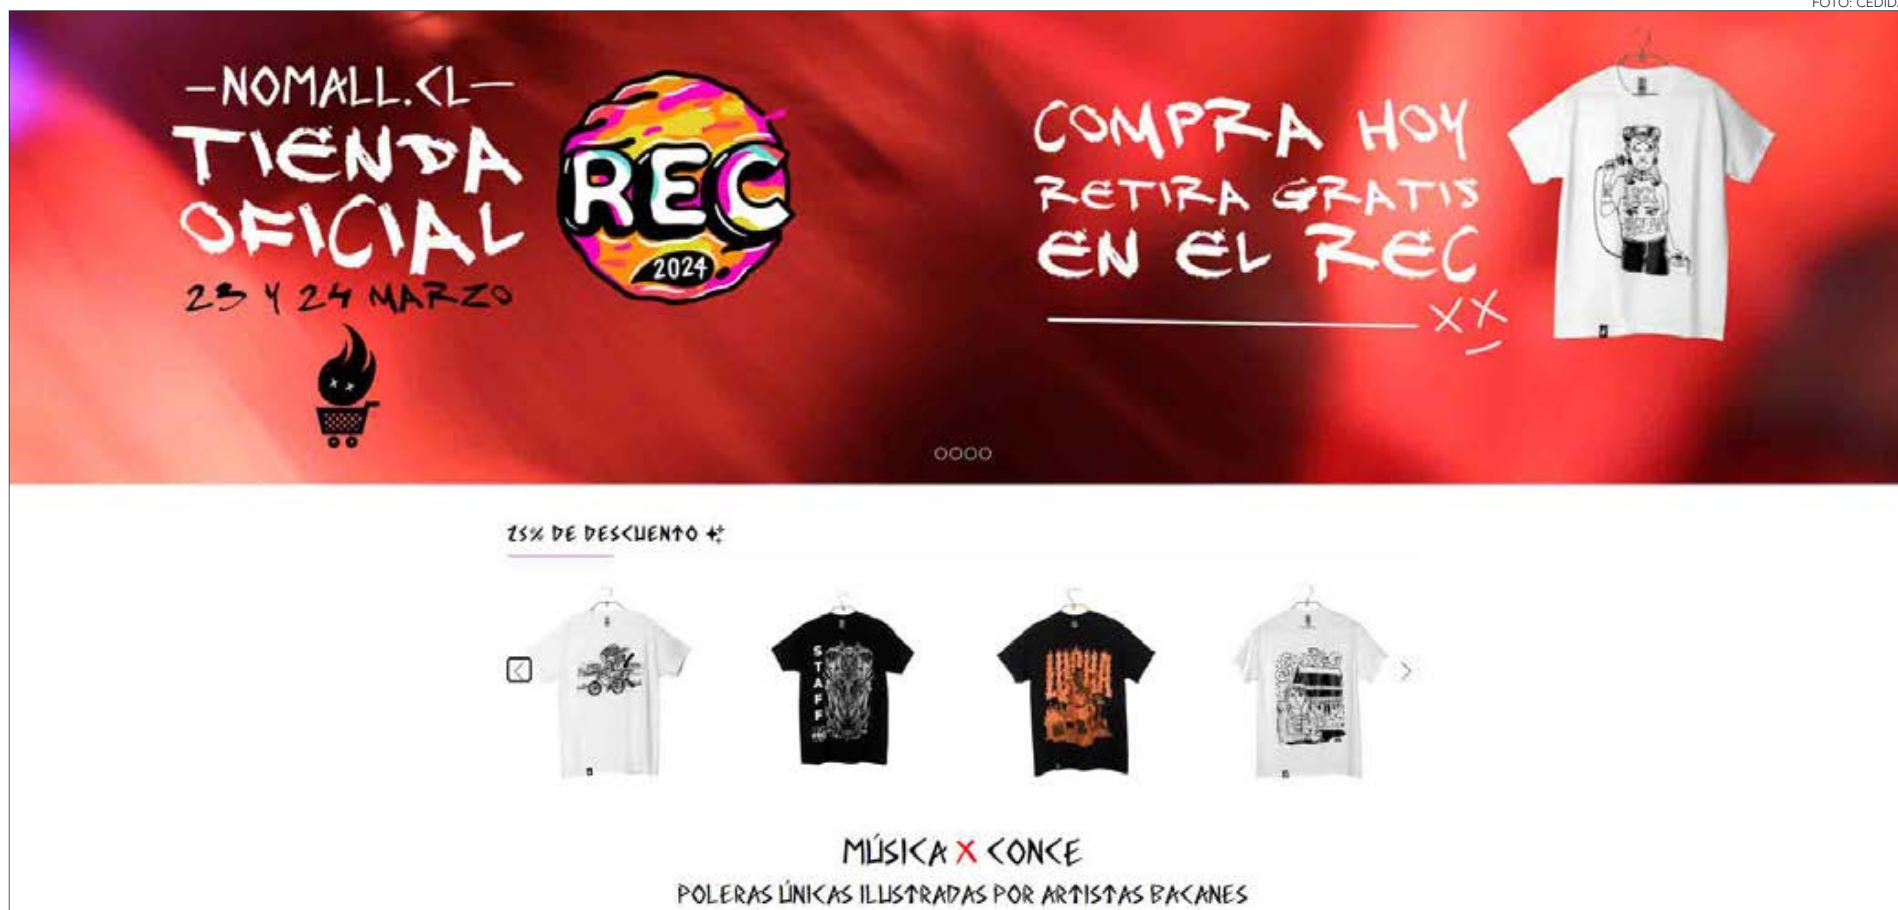 FOTO: CEDIDA
—NOMALL.CL—
TIENDA
OFICIAL
23 Y 24 MARZO
REC
2024
COMPRA HOY
RETIRA GRATIS
EN EL REC
25% DE DESCUENTO
STAFF
LUCHA
MÚSICA X CONCE
POLERAS ÚNICAS ILUSTRADAS POR ARTISTAS BACANES